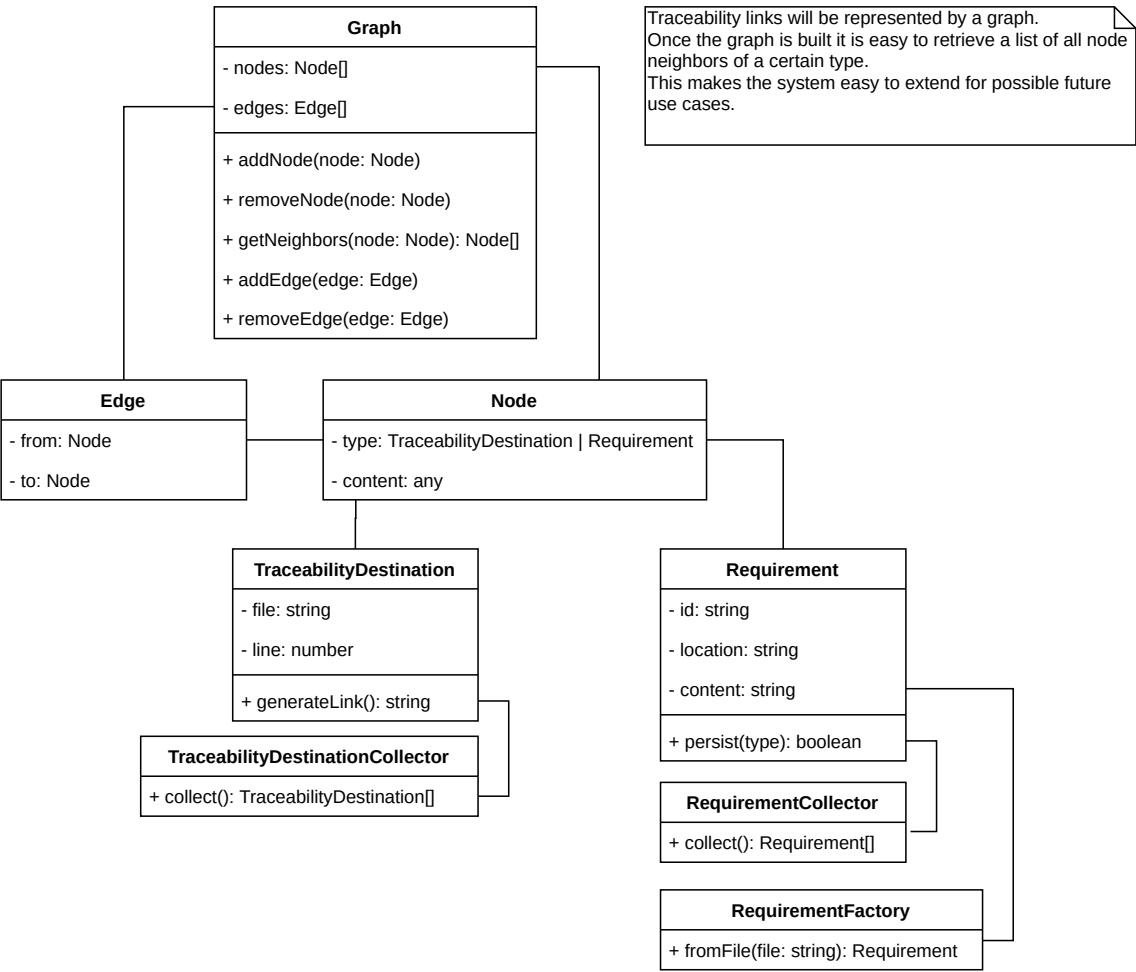 Graph
- nodes: Node[]
- edges: Edge[]
+ addNode(node: Node)
+ removeNode(node: Node)
+ getNeighbors(node: Node): Node[]
+ addEdge(edge: Edge)
+ removeEdge(edge: Edge)
Traceability links will be represented by a graph.
Once the graph is built it is easy to retrieve a list of all node
neighbors of a certain type.
This makes the system easy to extend for possible future
use cases.
Edge
- from: Node
- to: Node
Node
- type: TraceabilityDestination | Requirement
- content: any
TraceabilityDestination
- file: string
- line: number
+ generateLink(): string
TraceabilityDestinationCollector
+ collect(): TraceabilityDestination[]
Requirement
- id: string
- location: string
- content: string
+ persist(type): boolean
RequirementCollector
+ collect(): Requirement[]
RequirementFactory
+ fromFile(file: string): Requirement